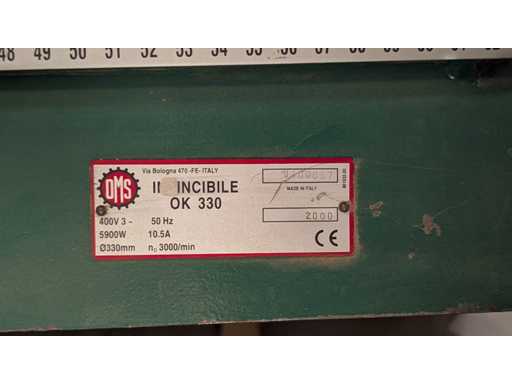 48 49 50 51 52 53 54 55 56 57 58 59 60 61 62
Via Bologna 470 -FE- ITALY
OMS
IN INCIBILE
MADE IN ITALY
OK 330
2000
400V 3~ 50 Hz
5900W 10.5A
Ø330mm n₀ 3000/min
CE